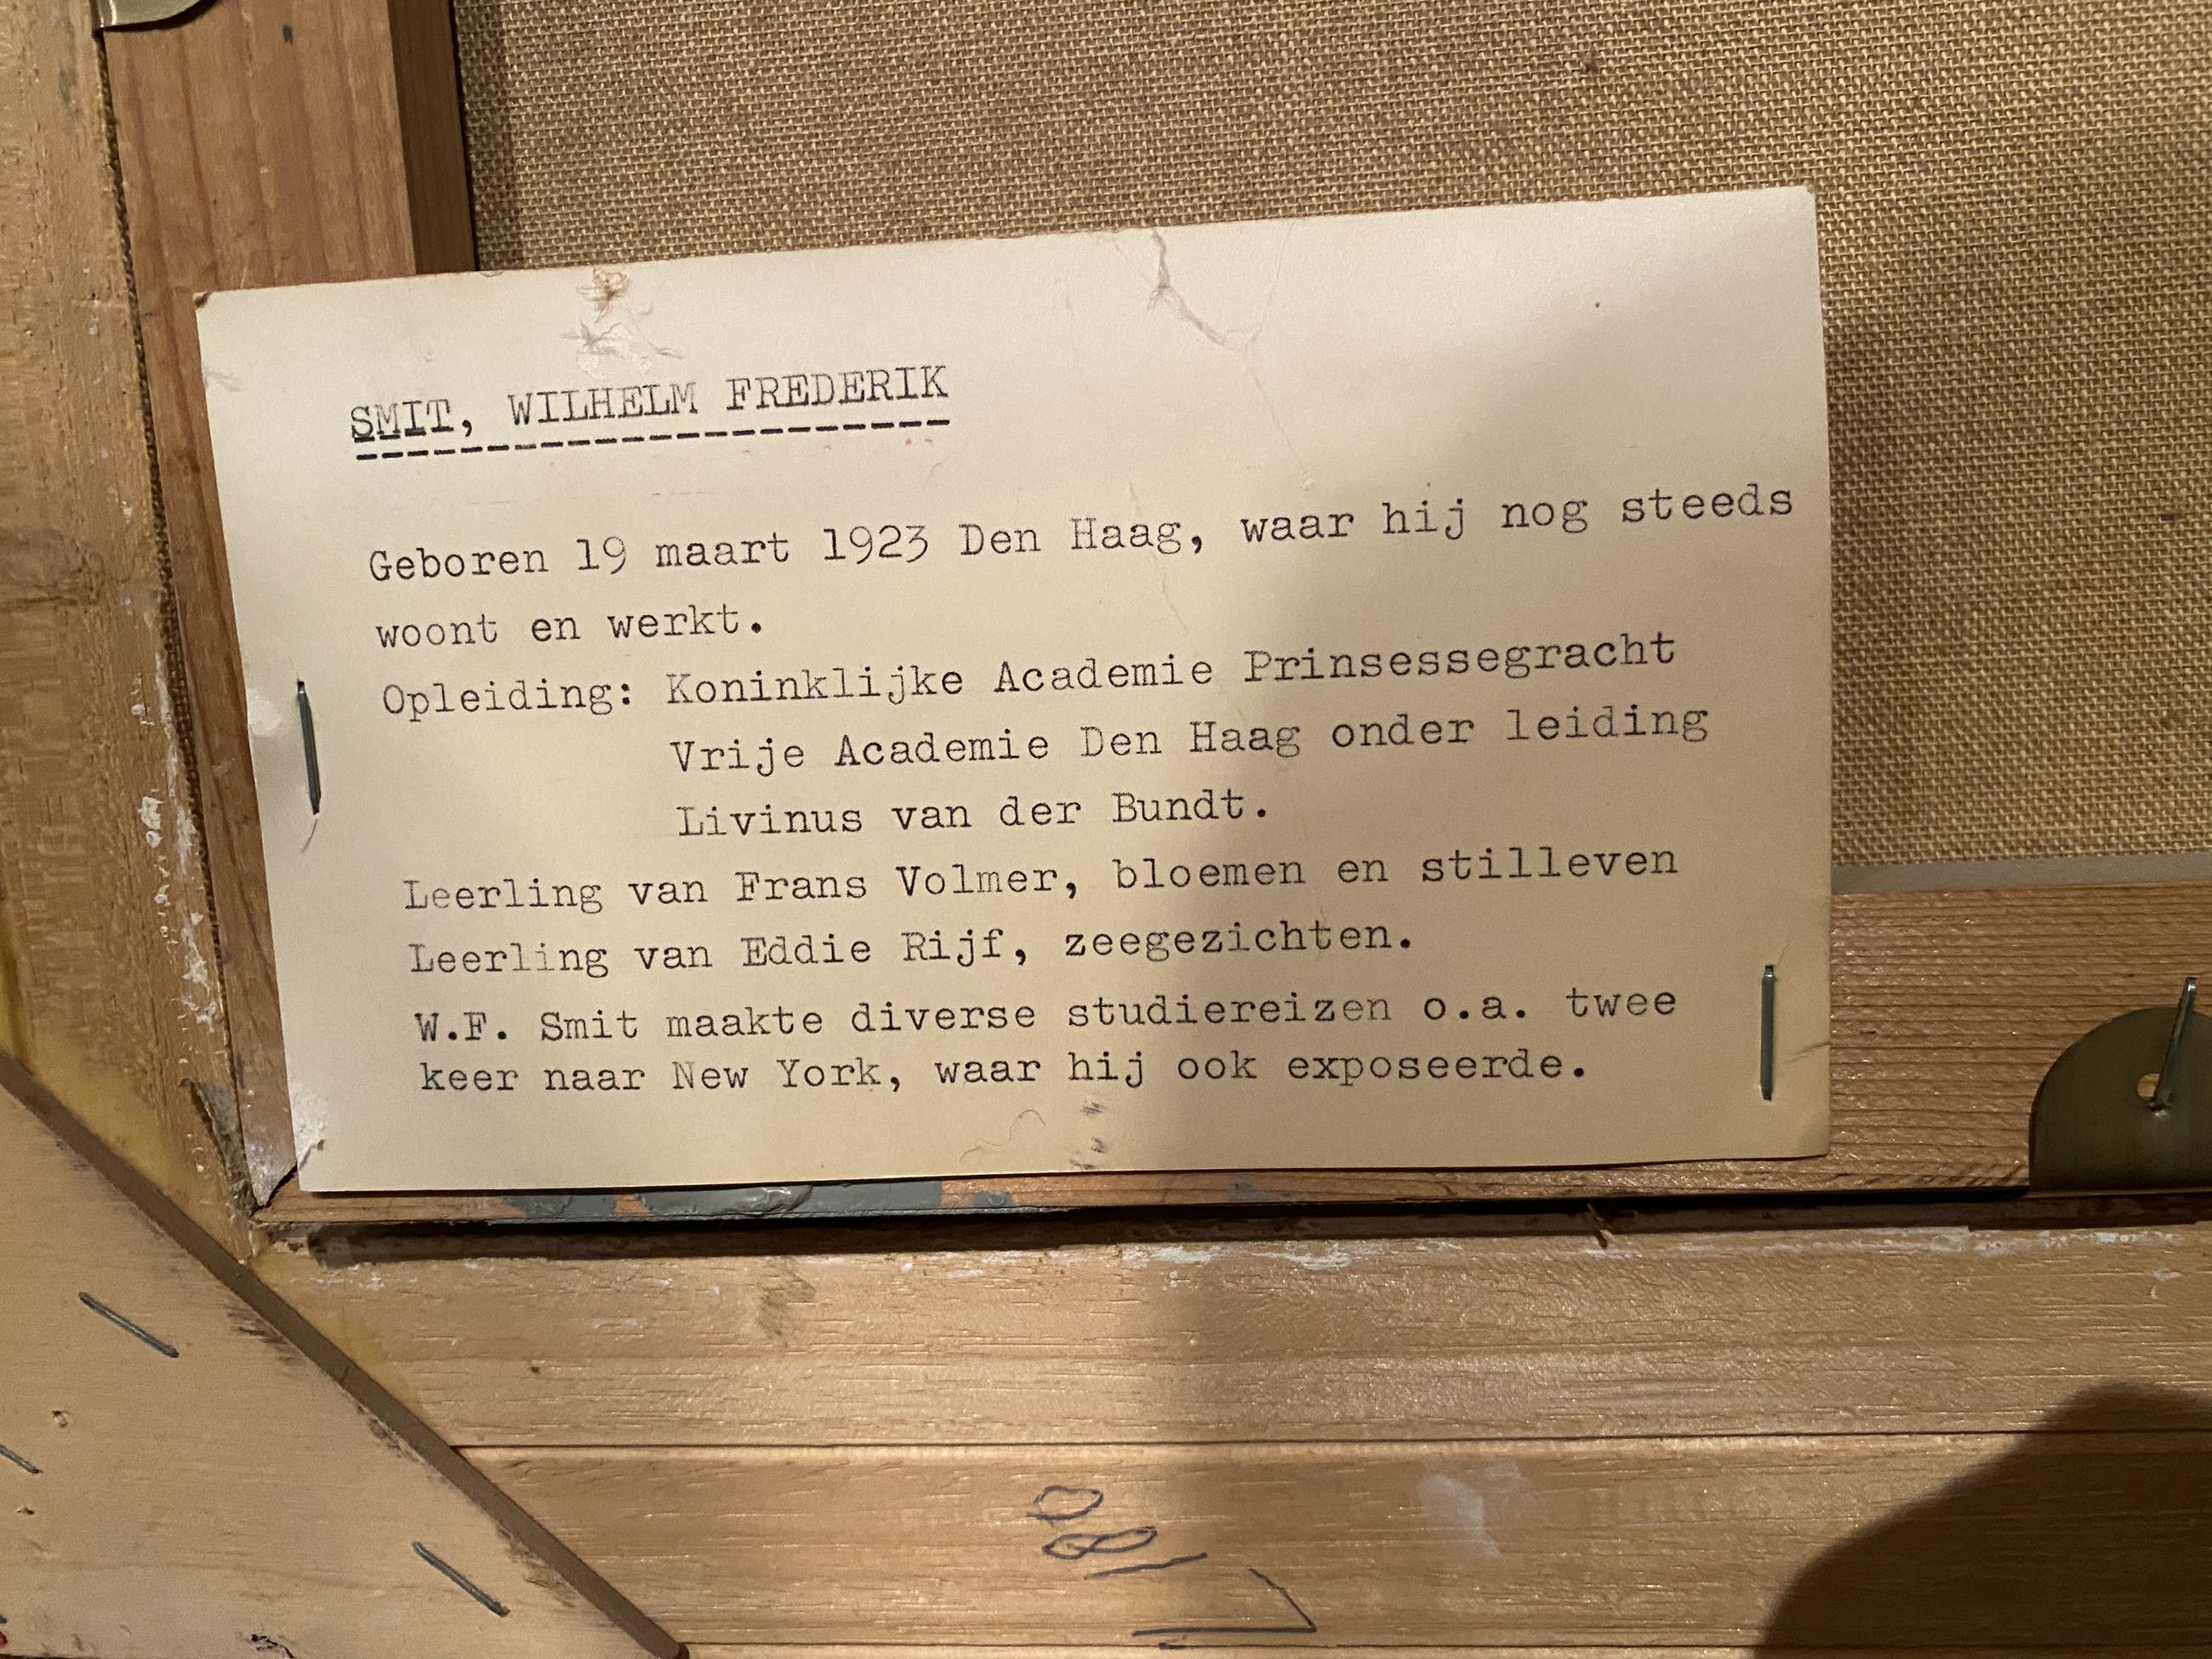 SMIT, WILHELM FREDERIK
Geboren 19 maart 1923 Den Haag, waar hij nog steeds
woont en werkt.
Opleiding: Koninklijke Academie Prinsessegracht
Vrije Academie Den Haag onder leiding
Livinus van der Bundt.
Leerling van Frans Volmer, bloemen en stilleven
Leerling van Eddie Rijf, zeegezichten.
W.F. Smit maakte diverse studiereizen o.a. twee
keer naar New York, waar hij ook exposeerde.